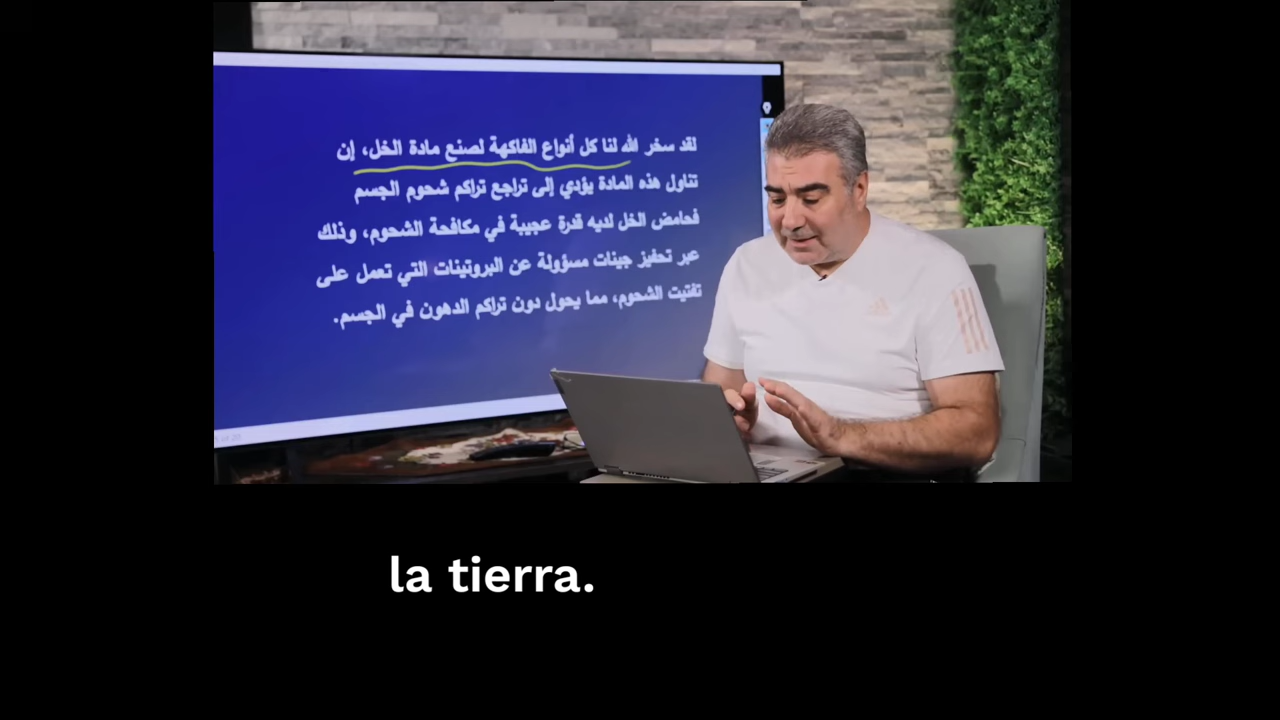 لقد سخر الله لنا كل أنواع الفاكهة لصنع مادة الخل، إن
تناول هذه المادة يؤدي إلى تراجع تراكم شحوم الجسم
فحامض الخل لديه قدرة عجيبة في مكافحة الشحوم، وذلك
عبر تحفيز جينات مسؤولة عن البروتينات التي تعمل على
تفتيت الشحوم، مما يحول دون تراكم الدهون في الجسم.
la tierra.